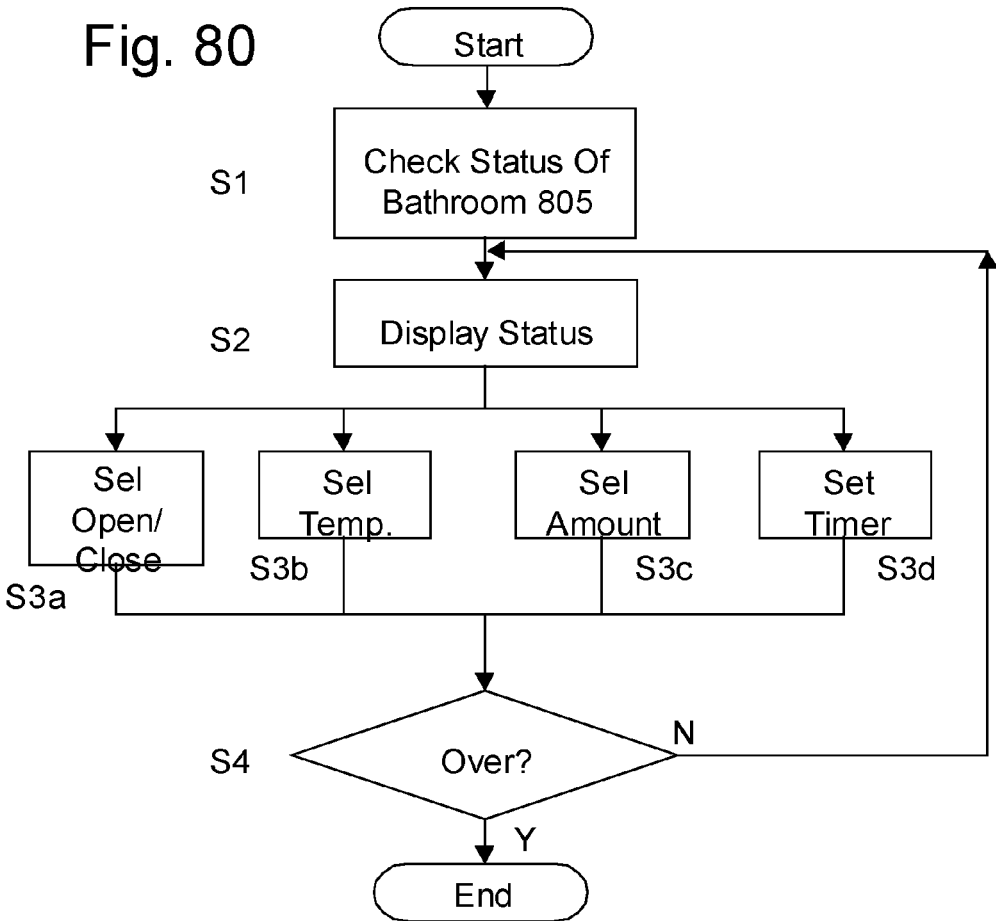 Fig. 80
Start
S1
Check Status Of
Bathroom 805
S2
Display Status
Sel
Open/
Close
S3a
Sel
Temp.
S3b
Sel
Amount
S3c
Set
Timer
S3d
S4
Over?
N
Y
End